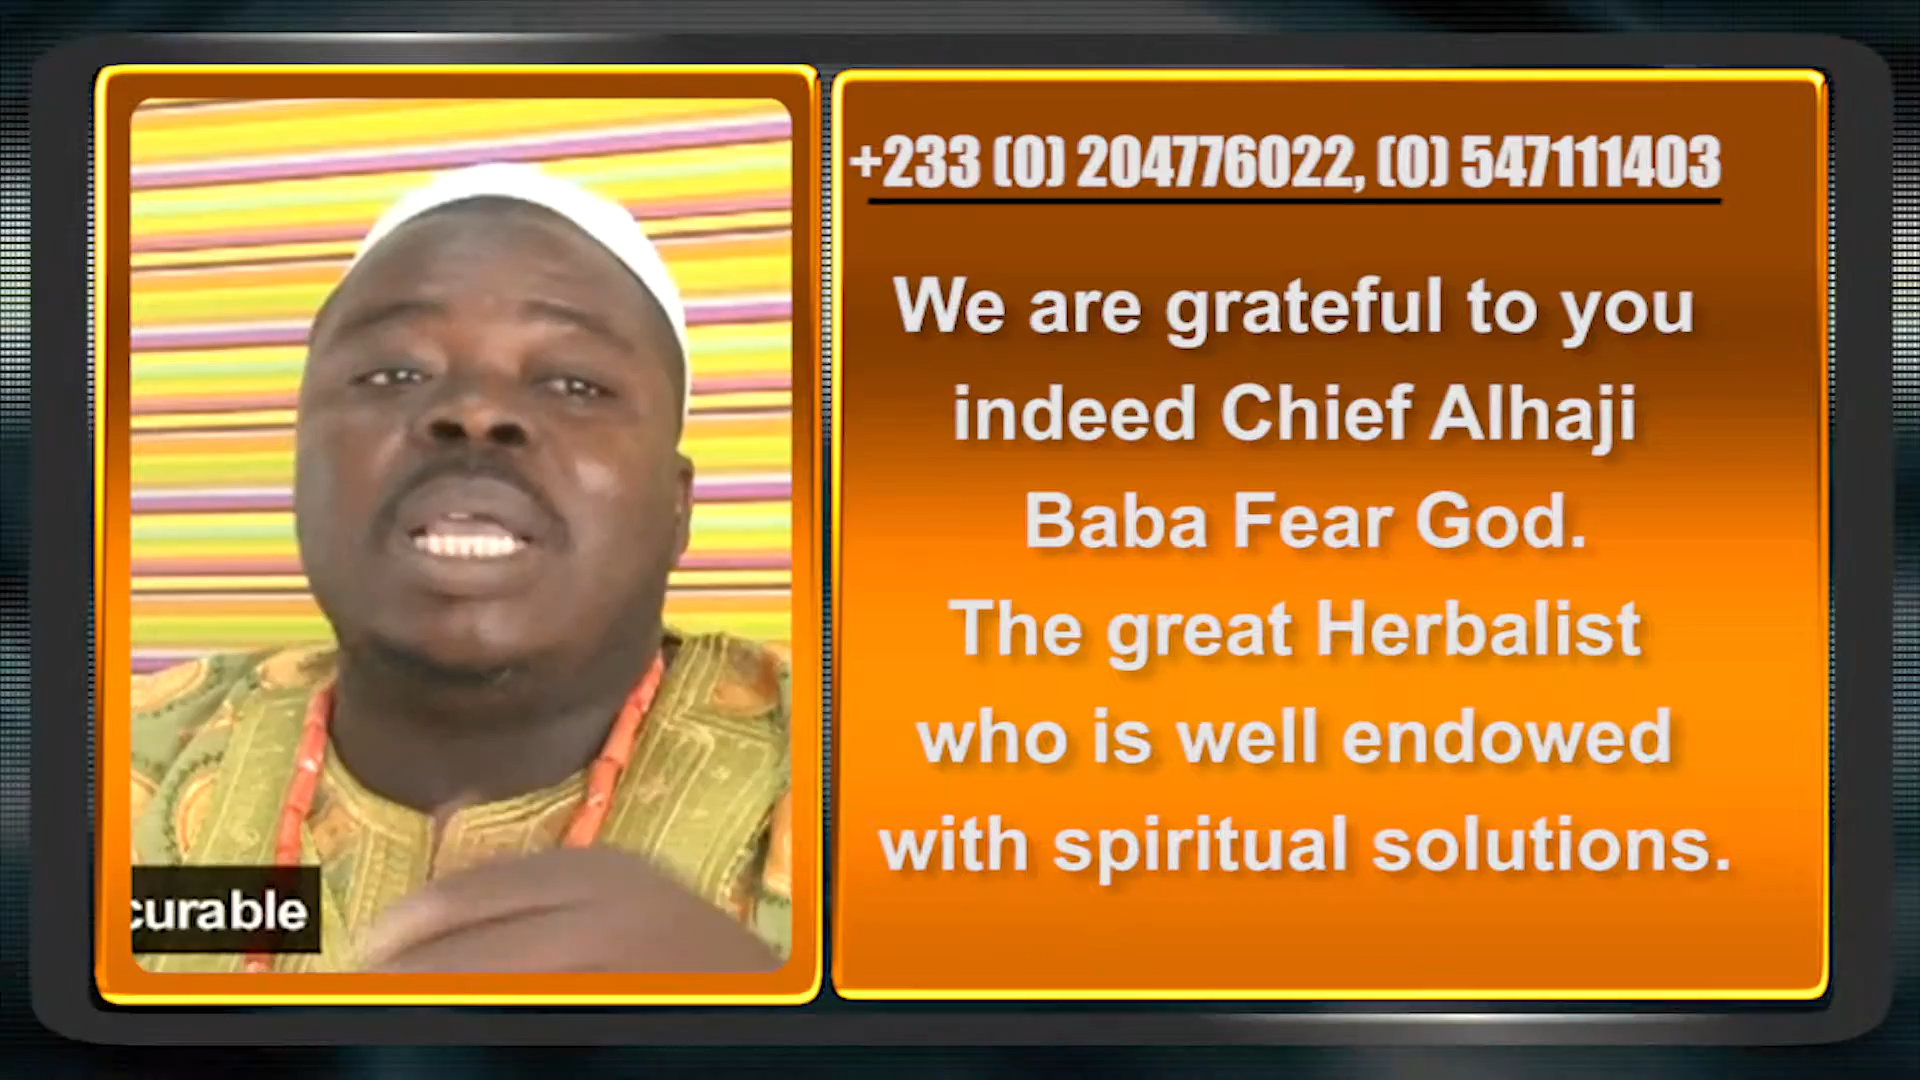 +233 (0) 204776022, (0) 547111403
We are grateful to you
indeed Chief Alhaji
Baba Fear God.
The great Herbalist
who is well endowed
with spiritual solutions.
curable